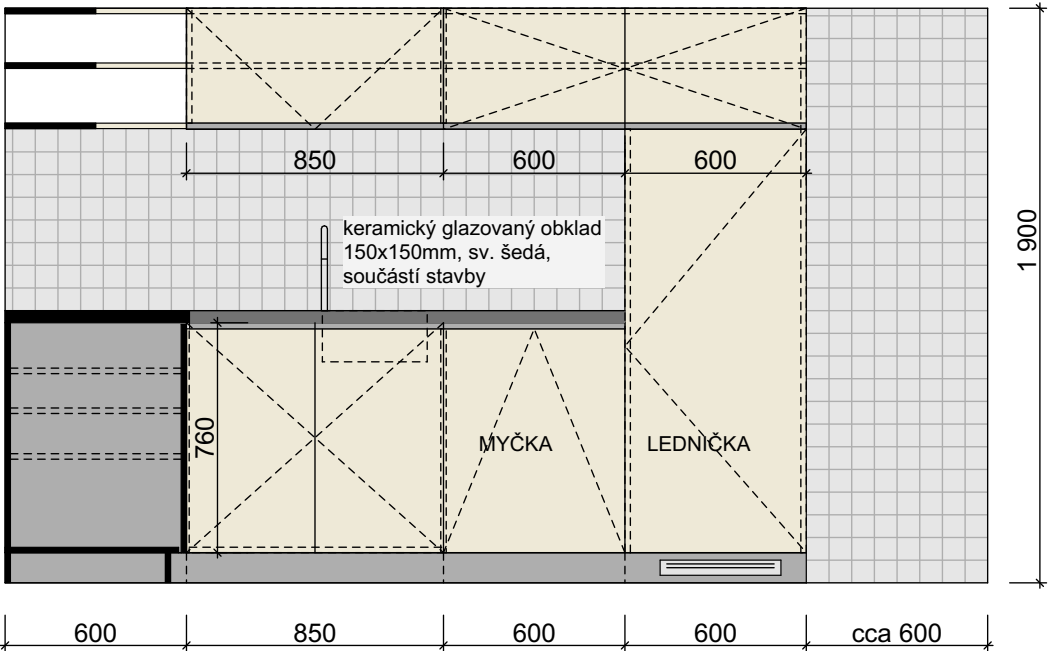 850
600
600
keramický glazovaný obklad
150x150mm, sv. šedá,
součástí stavby
1 900
760
MYČKA
LEDNIČKA
600
850
600
600
cca 600